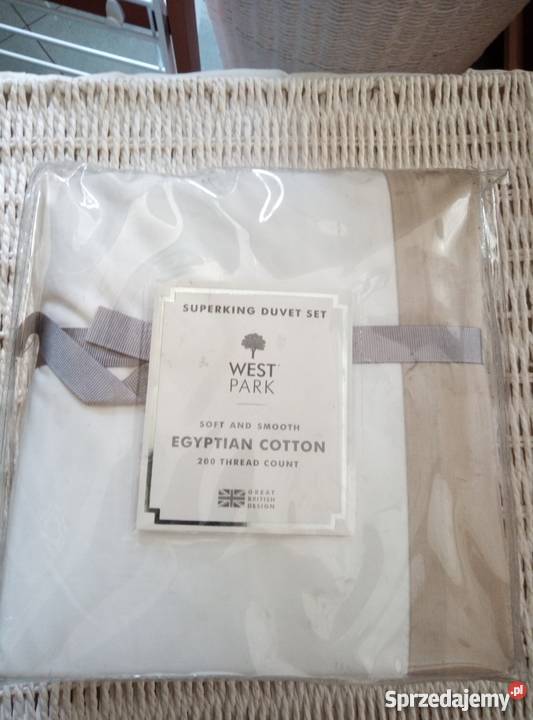 SUPERKING DUVET SET
WEST
PARK
SOFT AND SMOOTH
EGYPTIAN COTTON
200 THREAD COUNT
GREAT
BRITISH
DESIGN
Sprzedajemy.pl